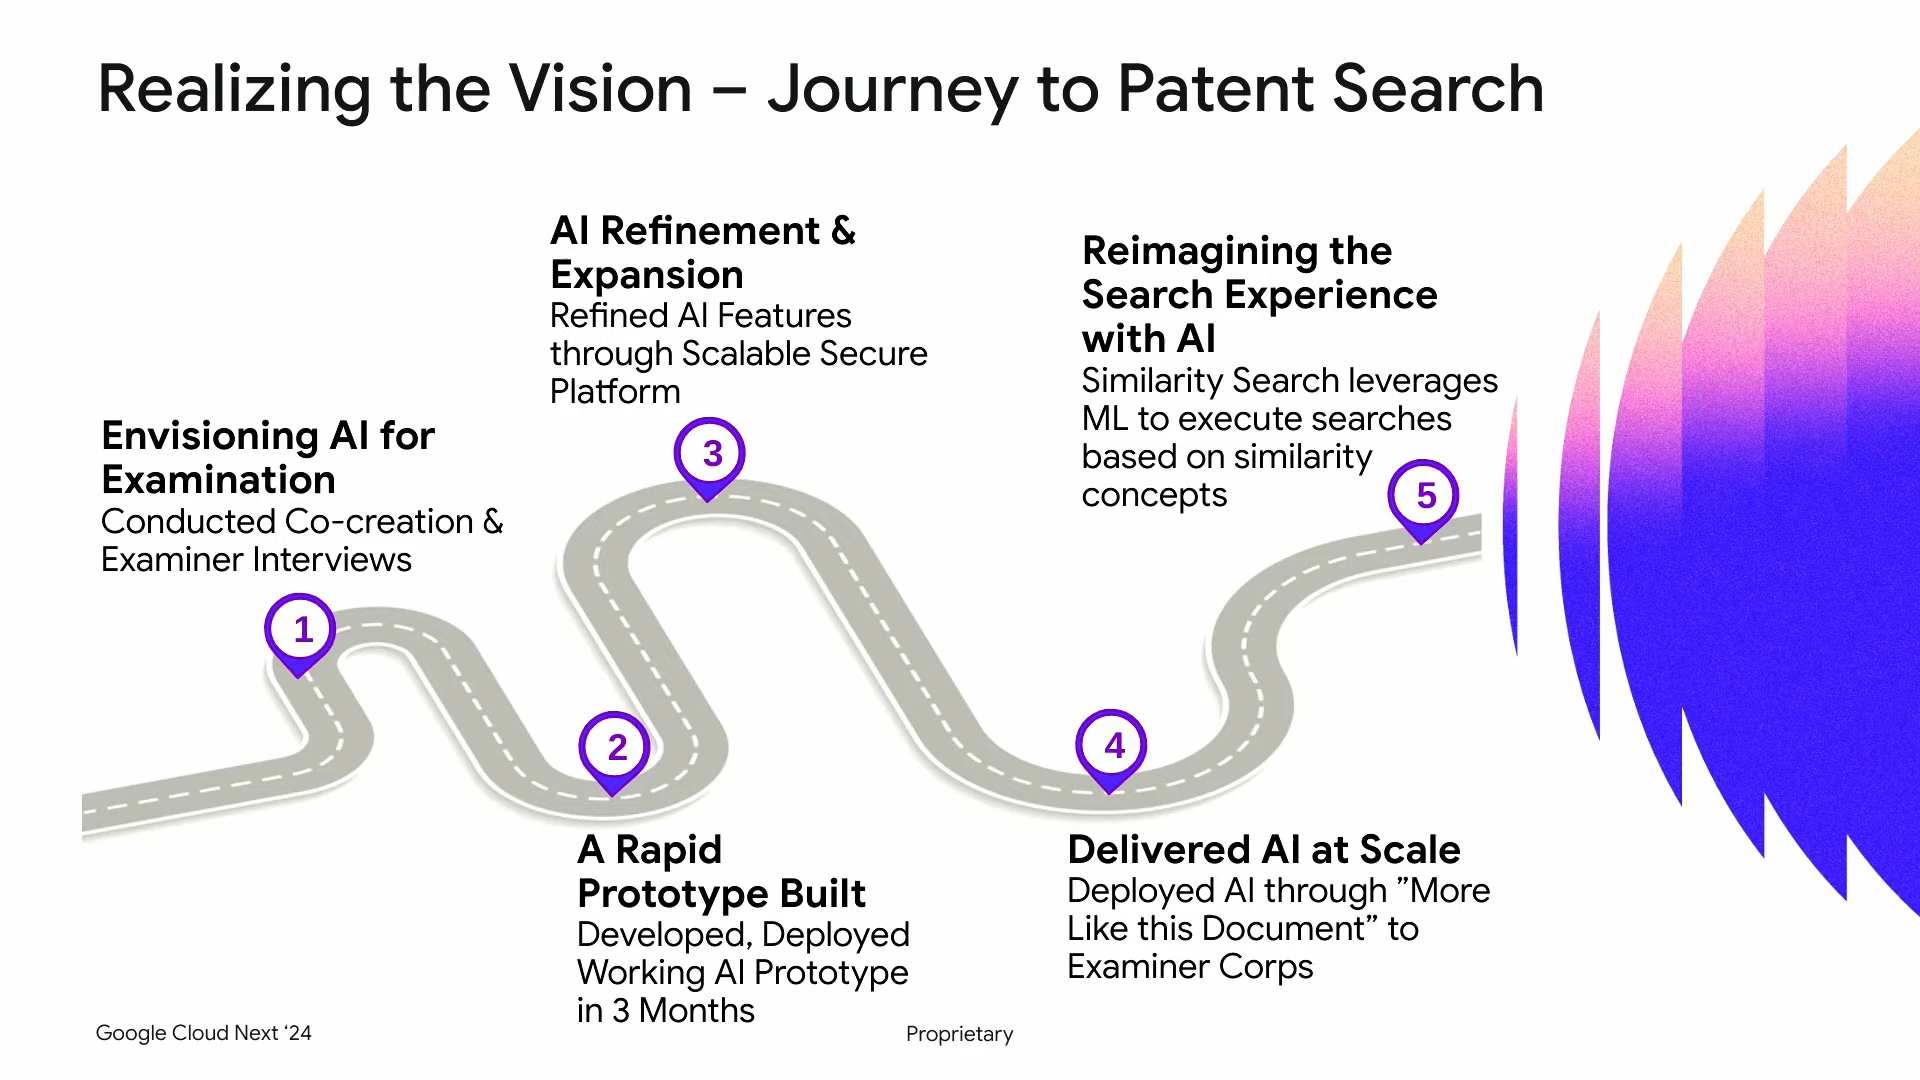 Realizing the Vision – Journey to Patent Search
Envisioning AI for
Examination
Conducted Co-creation &
Examiner Interviews
1
A Rapid
Prototype Built
Developed, Deployed
Working AI Prototype
in 3 Months
2
AI Refinement &
Expansion
Refined AI Features
through Scalable Secure
Platform
3
Delivered AI at Scale
Deployed AI through ”More
Like this Document” to
Examiner Corps
4
Reimagining the
Search Experience
with AI
Similarity Search leverages
ML to execute searches
based on similarity
concepts
5
Google Cloud Next ‘24
Proprietary